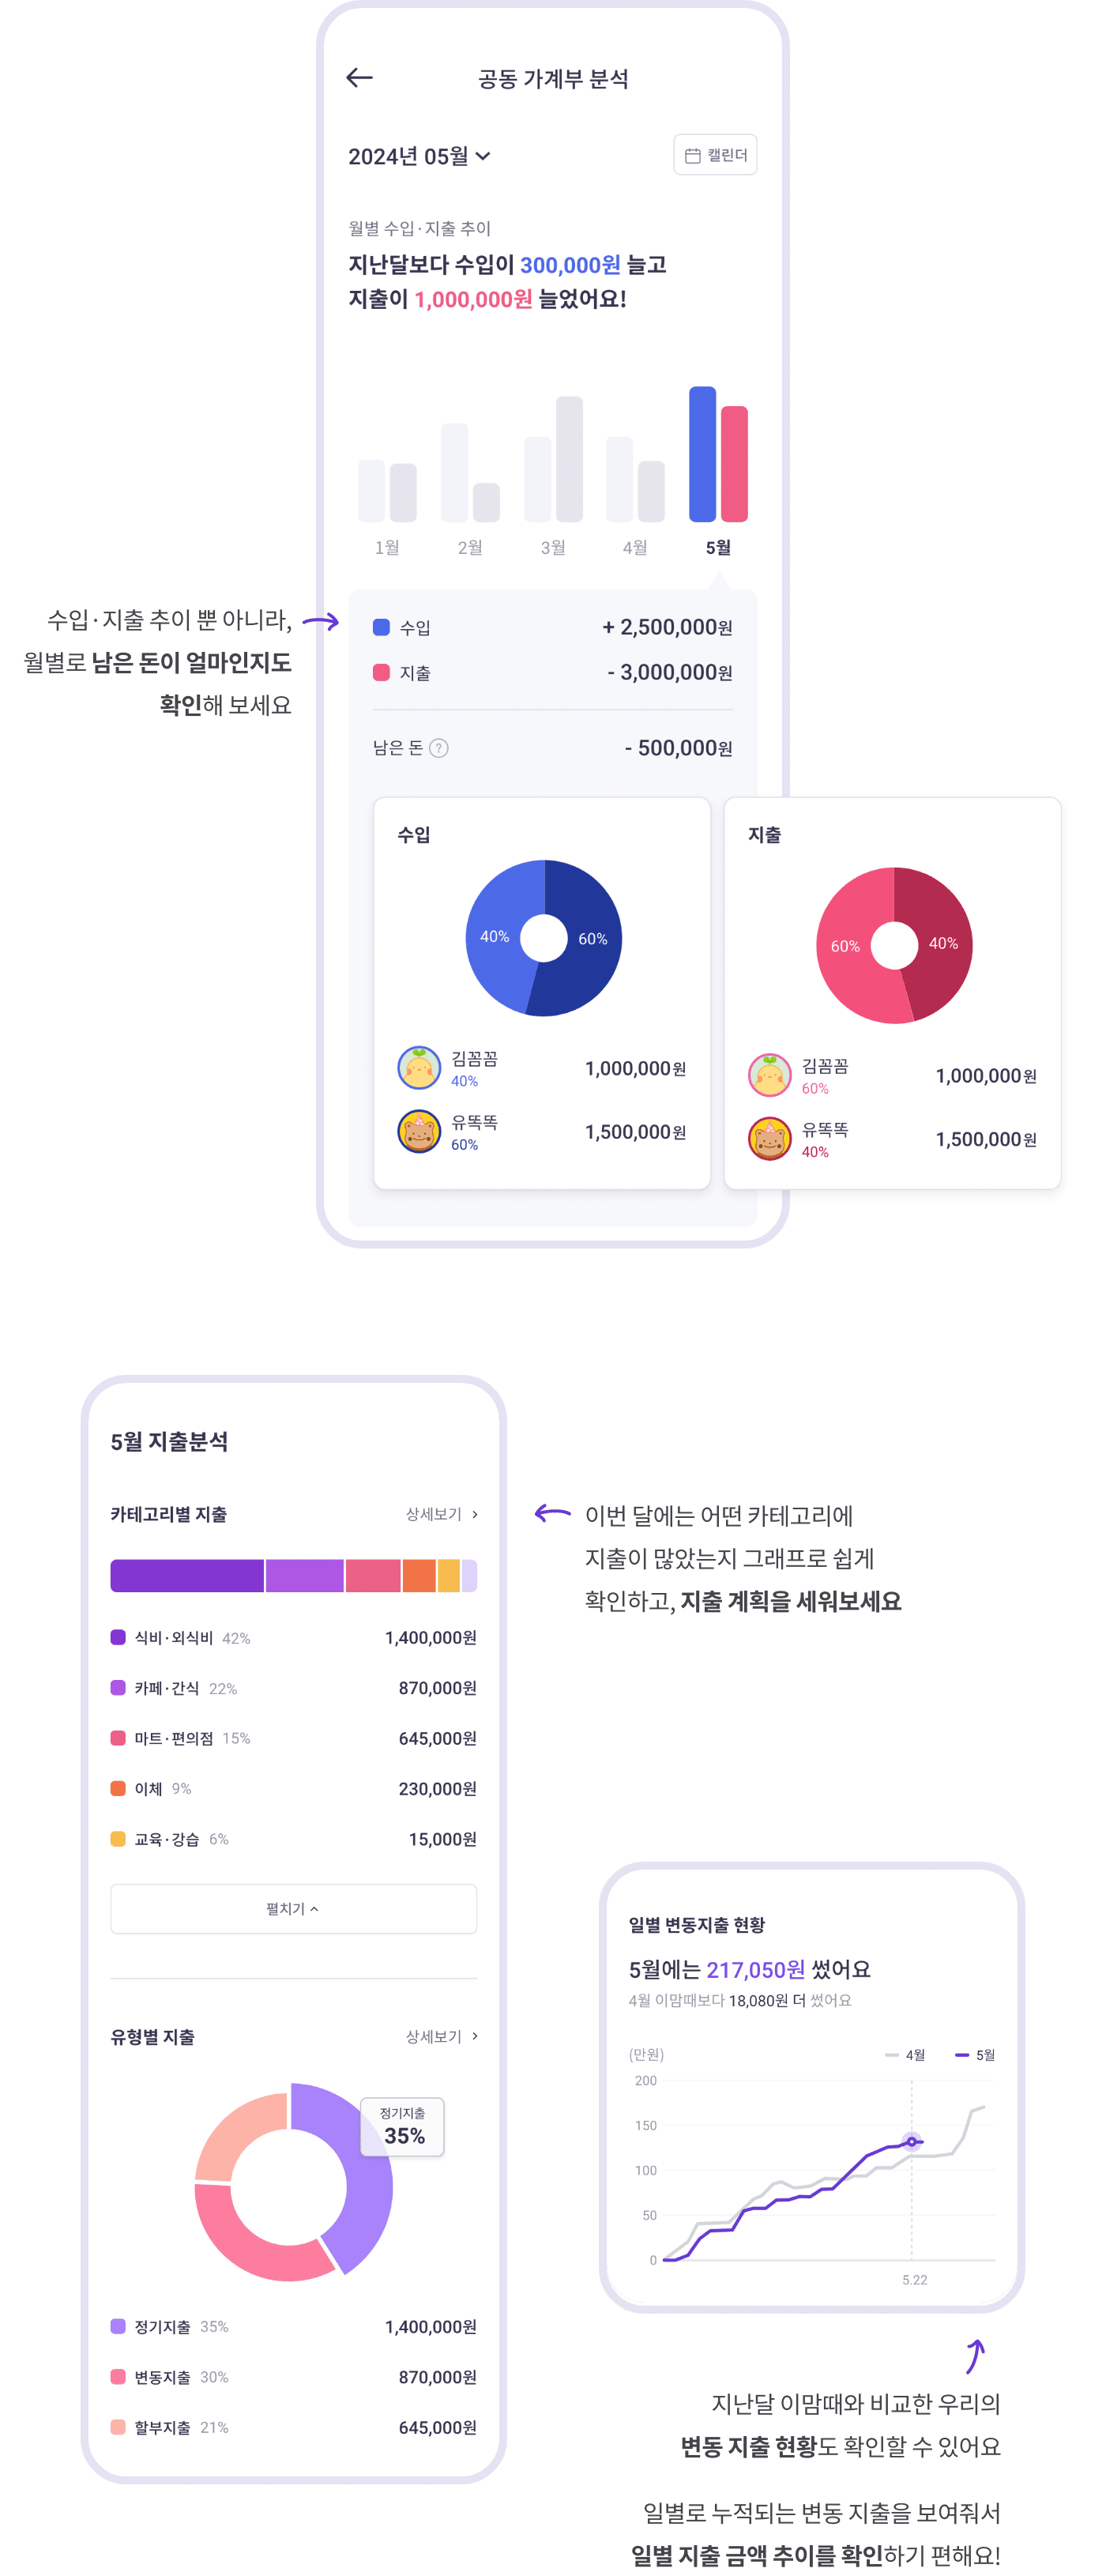 공동 가계부 분석
2024년 05월
캘린더
월별 수입·지출 추이
지난달보다 수입이 300,000원 늘고
지출이 1,000,000원 늘었어요!
1월 2월 3월 4월 5월
수입·지출 추이 뿐 아니라,
월별로 남은 돈이 얼마인지도
확인해 보세요
수입 + 2,500,000원
지출 - 3,000,000원
남은 돈 ? - 500,000원
수입
40% 60%
김꼼꼼
40%
1,000,000원
유똑똑
60%
1,500,000원
지출
60% 40%
김꼼꼼
60%
1,000,000원
유똑똑
40%
1,500,000원
5월 지출분석
카테고리별 지출 상세보기
식비·외식비 42% 1,400,000원
카페·간식 22% 870,000원
마트·편의점 15% 645,000원
이체 9% 230,000원
교육·강습 6% 15,000원
펼치기
이번 달에는 어떤 카테고리에
지출이 많았는지 그래프로 쉽게
확인하고, 지출 계획을 세워보세요
유형별 지출 상세보기
정기지출
35%
정기지출 35% 1,400,000원
변동지출 30% 870,000원
할부지출 21% 645,000원
일별 변동지출 현황
5월에는 217,050원 썼어요
4월 이맘때보다 18,080원 더 썼어요
(만원) 4월 5월
200
150
100
50
0
5.22
지난달 이맘때와 비교한 우리의
변동 지출 현황도 확인할 수 있어요
일별로 누적되는 변동 지출을 보여줘서
일별 지출 금액 추이를 확인하기 편해요!